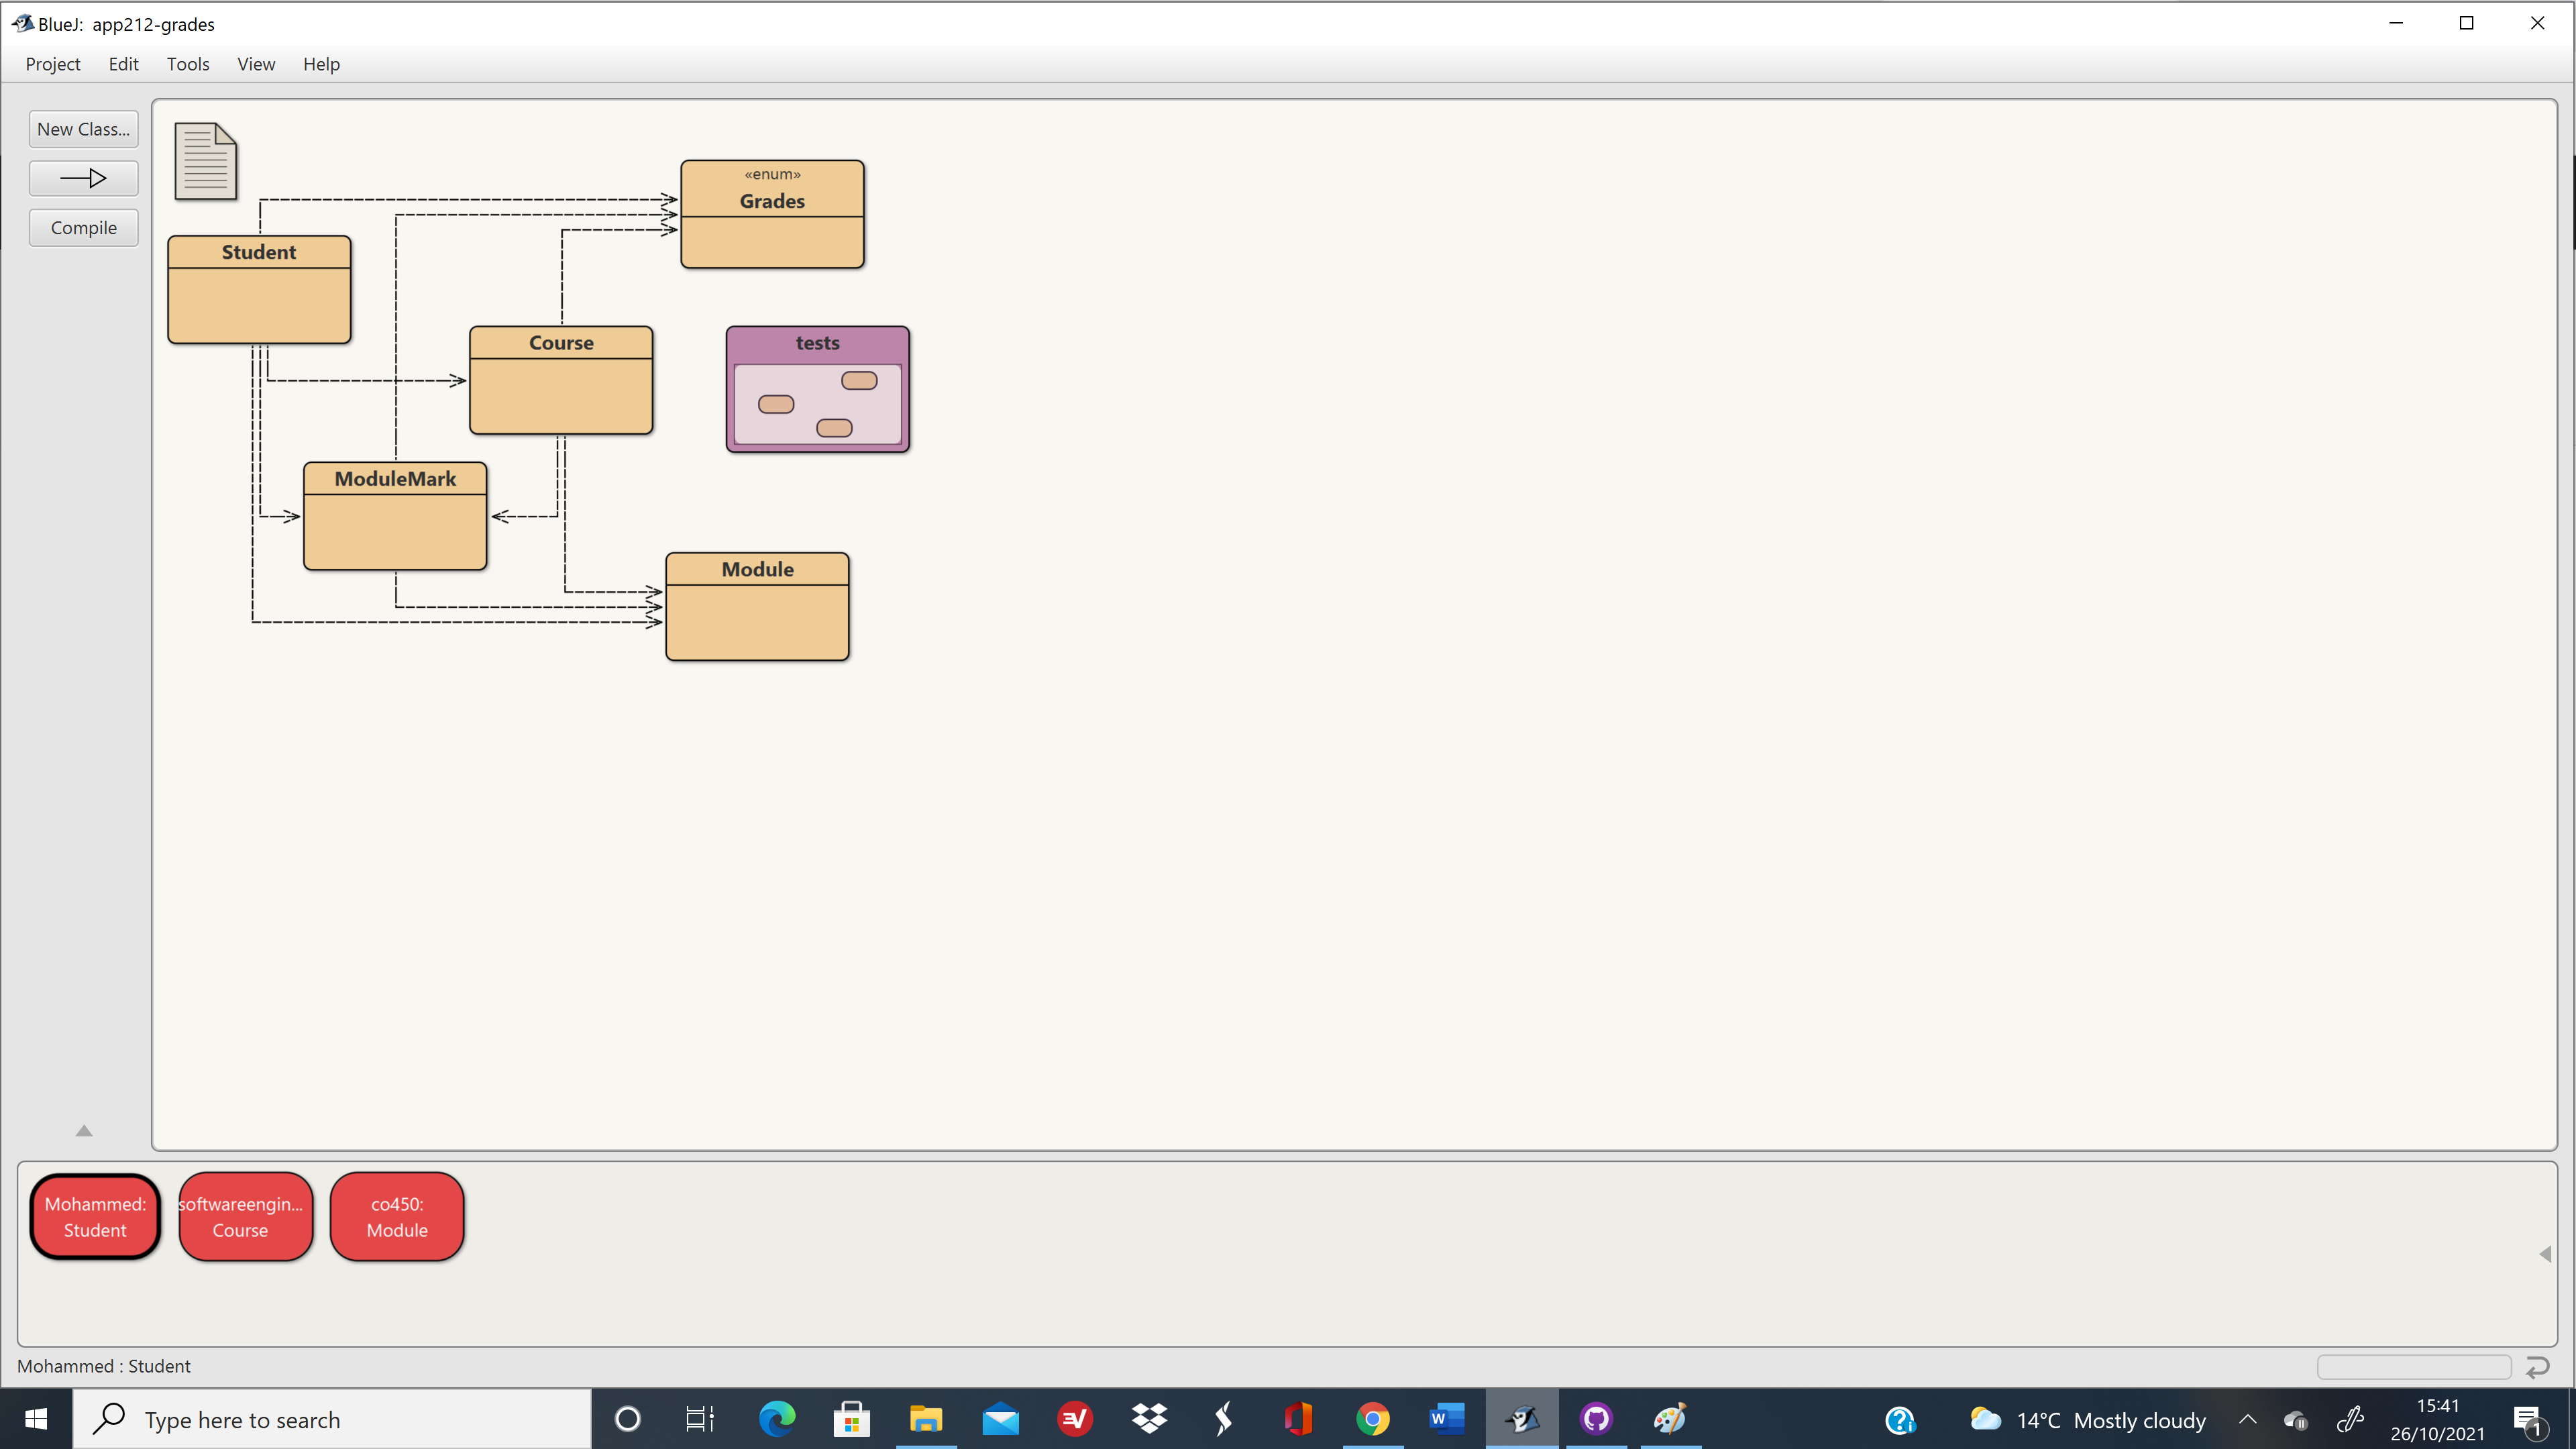 BlueJ: app212-grades
Project Edit Tools View Help
New Class...
Compile
«enum»
Grades
Student
Course
tests
ModuleMark
Module
Mohammed:
Student
softwareengin...
Course
co450:
Module
Mohammed : Student
Type here to search
W
14°C Mostly cloudy
15:41
26/10/2021
1